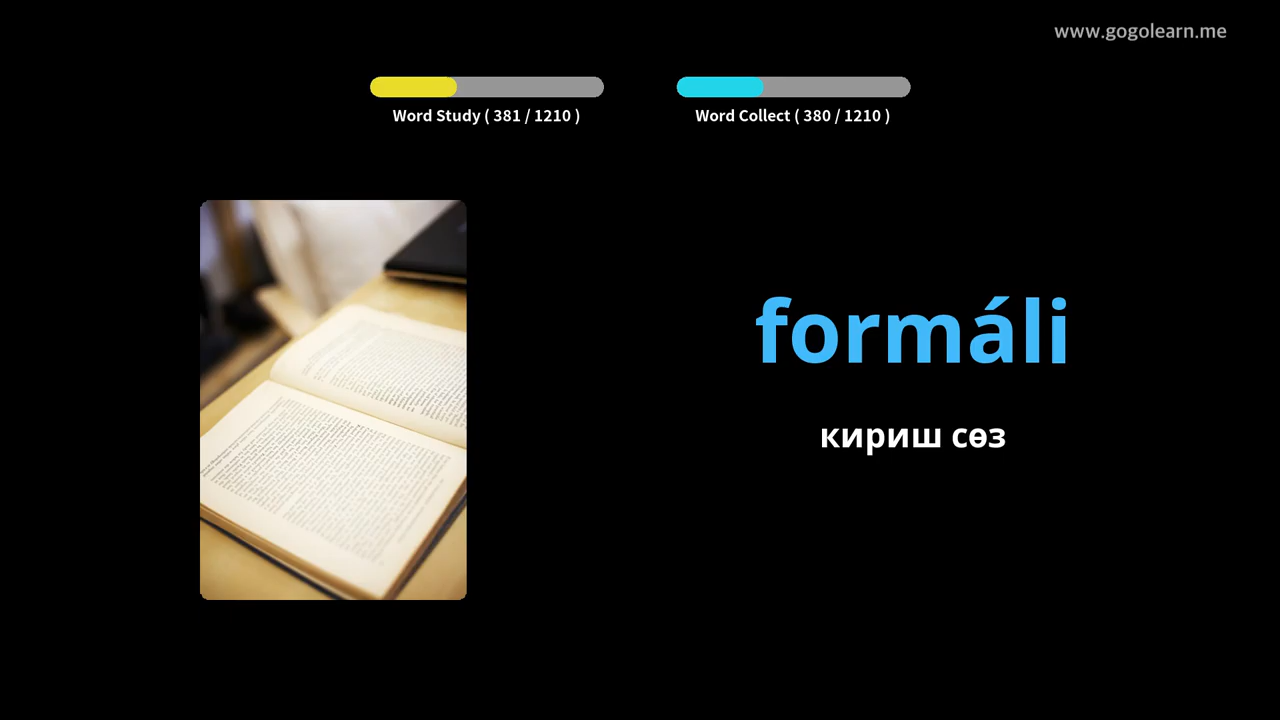 www.gogolearn.me
Word Study ( 381 / 1210 )
Word Collect ( 380 / 1210 )
formáli
кириш сөз